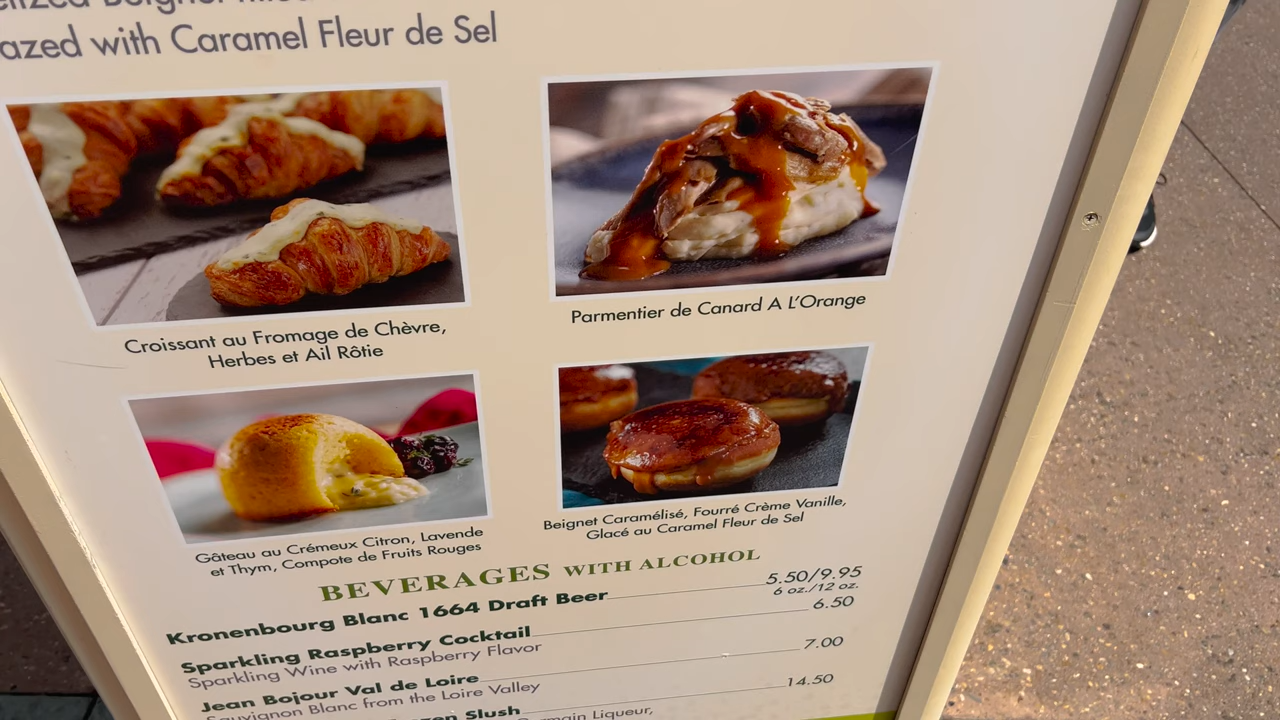 Beignet
azed with Caramel Fleur de Sel
Croissant au Fromage de Chèvre,
Herbes et Ail Rôtie
Parmentier de Canard A L'Orange
Gâteau au Crémeux Citron, Lavende
et Thym, Compote de Fruits Rouges
Beignet Caramélisé, Fourré Crème Vanille,
Glacé au Caramel Fleur de Sel
BEVERAGES WITH ALCOHOL
Kronenbourg Blanc 1664 Draft Beer 5.50/9.95
6 oz./12 oz.
Sparkling Raspberry Cocktail 6.50
Sparkling Wine with Raspberry Flavor
Jean Bojour Val de Loire 7.00
Sauvignon Blanc from the Loire Valley
Slush 14.50
Liqueur,